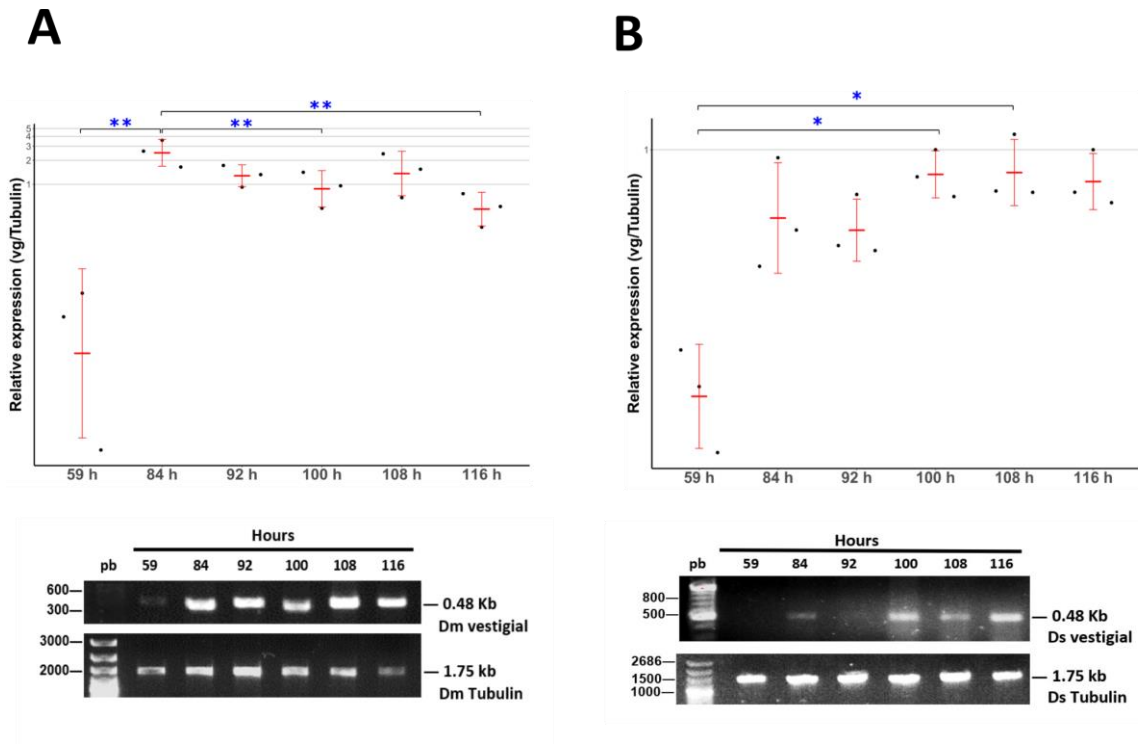 A
** ** **
5
4
3
2
1
Relative expression (vg/Tubulin)
59 h 84 h 92 h 100 h 108 h 116 h
Hours
pb 59 84 92 100 108 116
600
300
0.48 Kb
Dm vestigial
3000
2000
1.75 kb
Dm Tubulin
B
*
*
1
Relative expression (vg/Tubulin)
59 h 84 h 92 h 100 h 108 h 116 h
Hours
pb 59 84 92 100 108 116
800
500
0.48 Kb
Ds vestigial
2686
1500
1000
1.75 kb
Ds Tubulin